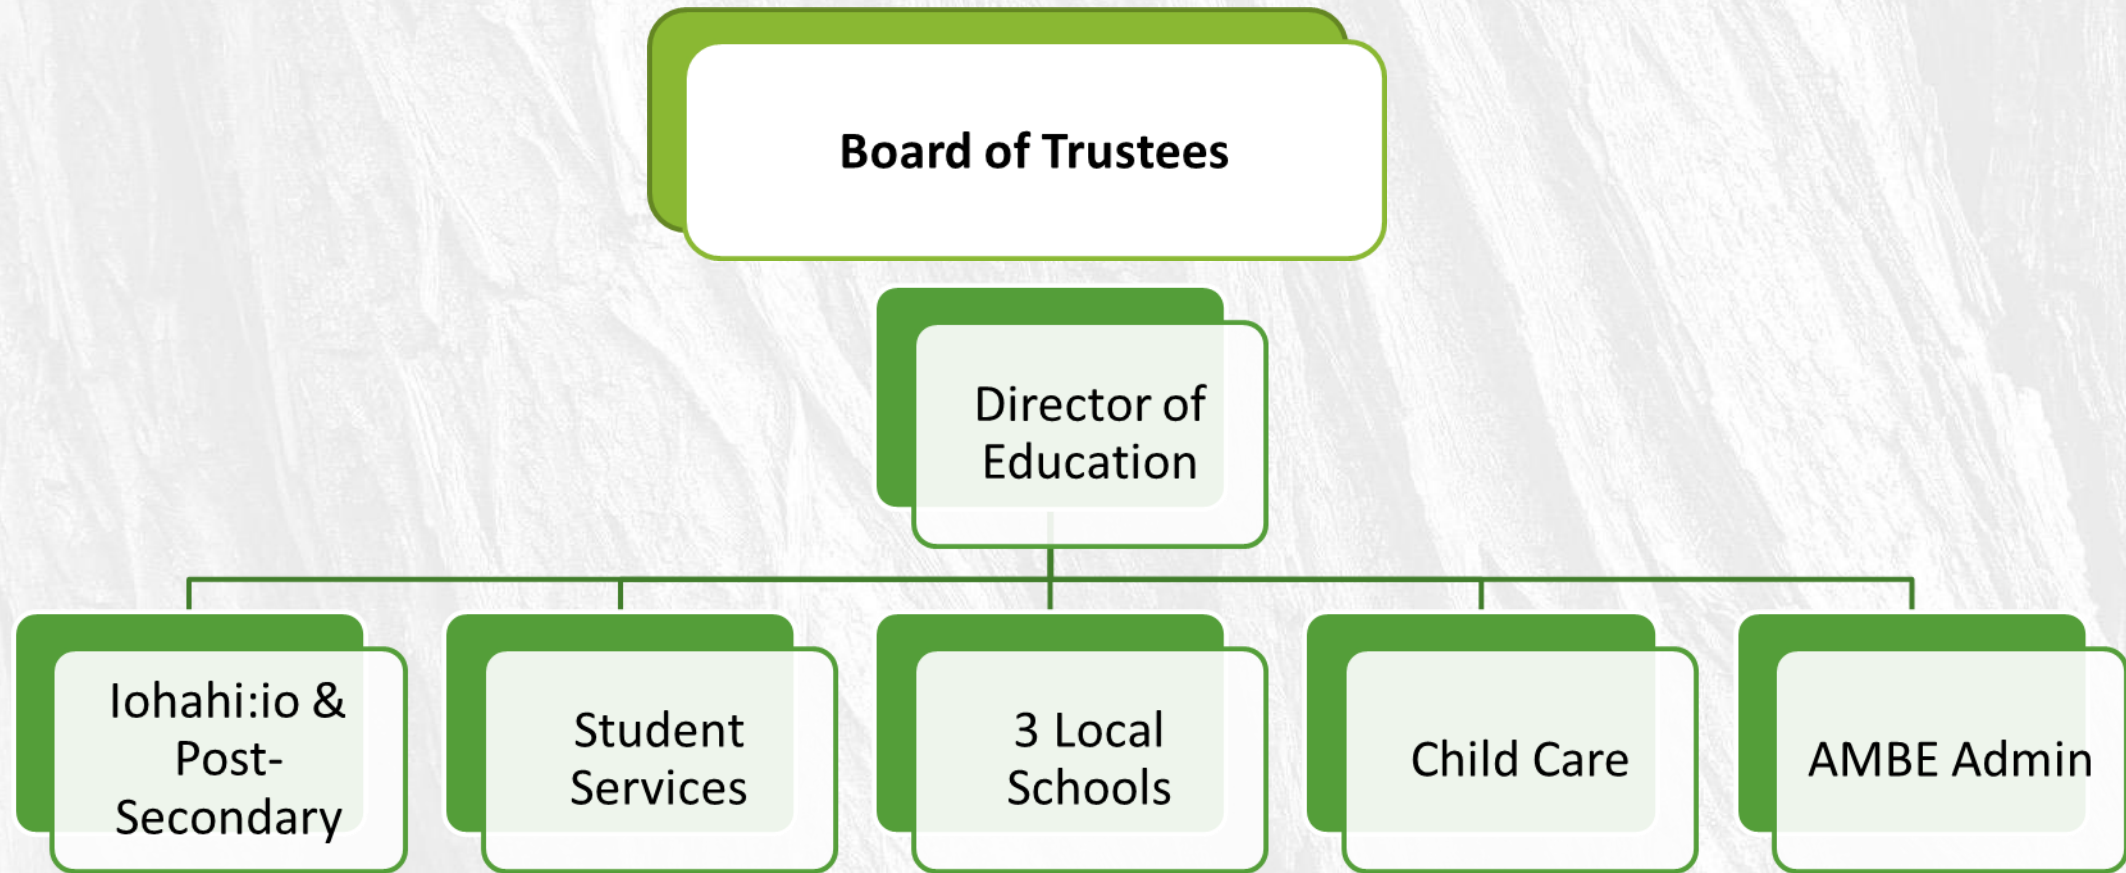 Board of Trustees
Director of
Education
Iohahi:io &
Post-
Secondary
Student
Services
3 Local
Schools
Child Care
AMBE Admin